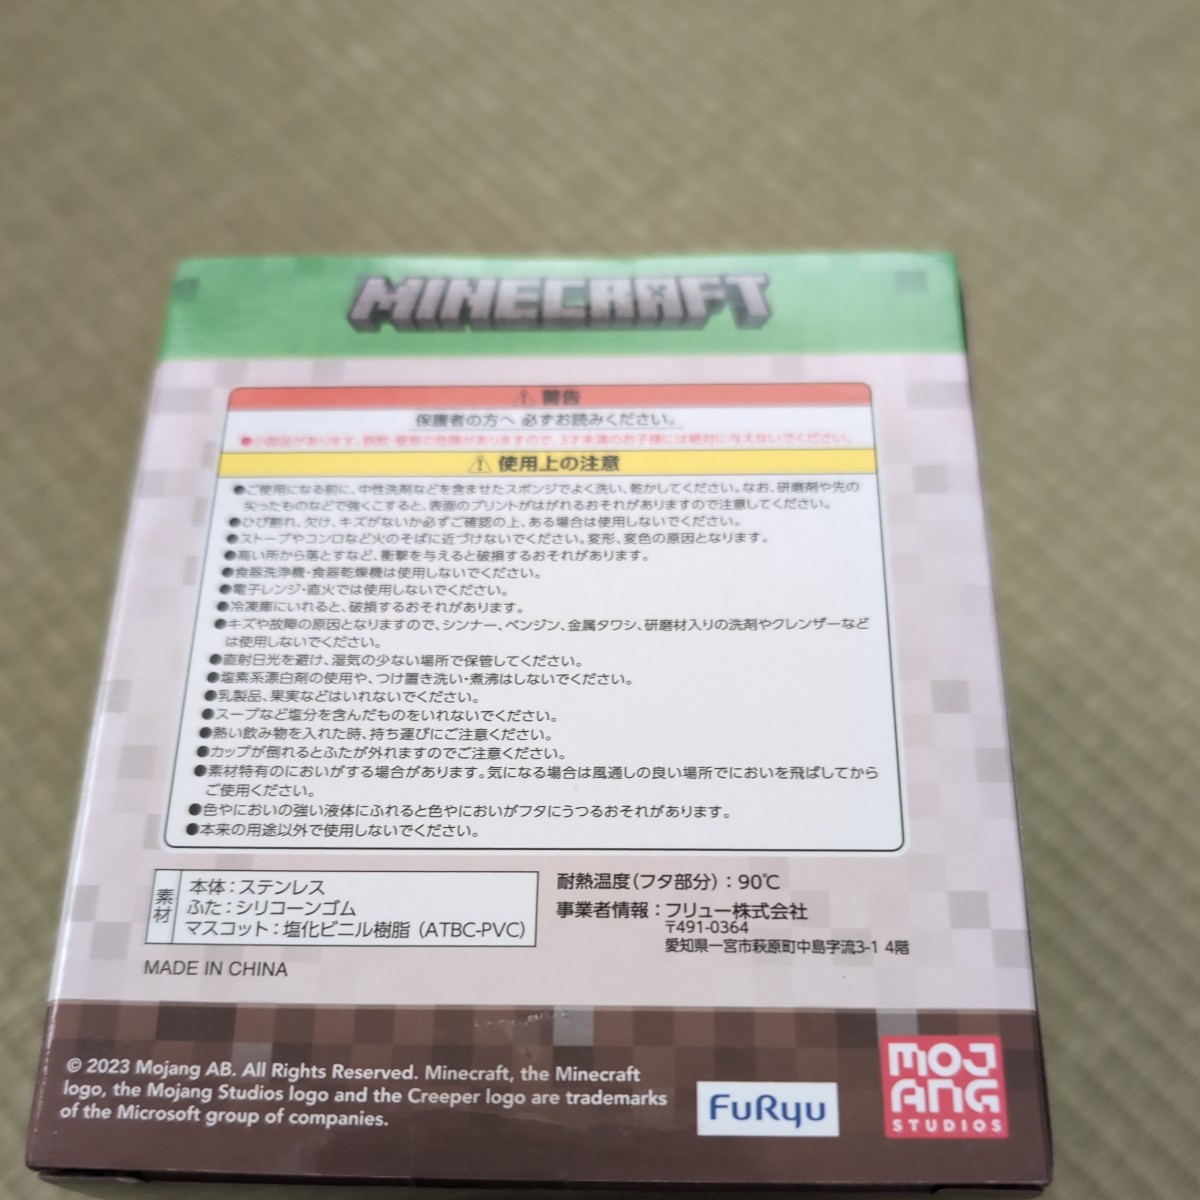 MINECRAFT
⚠ 警告
保護者の方へ 必ずお読みください。
●小部品があります。誤飲・窒息の危険がありますので、3才未満のお子様には絶対に与えないでください。
⚠ 使用上の注意
●ご使用になる前に、中性洗剤などを含ませたスポンジでよく洗い、乾かしてください。なお、研磨剤や先の
尖ったものなどで強くこすると、表面のプリントがはがれるおそれがありますので注意してください。
●ひび割れ、欠け、キズがないか必ずご確認の上、ある場合は使用しないでください。
●ストーブやコンロなど火のそばに近づけないでください。変形、変色の原因となります。
●高い所から落とすなど、衝撃を与えると破損するおそれがあります。
●食器洗浄機・食器乾燥機は使用しないでください。
●電子レンジ・直火では使用しないでください。
●冷凍庫にいれると、破損するおそれがあります。
●キズや故障の原因となりますので、シンナー、ベンジン、金属タワシ、研磨材入りの洗剤やクレンザーなど
は使用しないでください。
●直射日光を避け、湿気の少ない場所で保管してください。
●塩素系漂白剤の使用や、つけ置き洗い・煮沸はしないでください。
●乳製品、果実などはいれないでください。
●スープなど塩分を含んだものをいれないでください。
●熱い飲み物を入れた時、持ち運びにご注意ください。
●カップが倒れるとふたが外れますのでご注意ください。
●素材特有のにおいがする場合があります。気になる場合は風通しの良い場所でにおいを飛ばしてから
ご使用ください。
●色やにおいの強い液体にふれると色やにおいがフタにうつるおそれがあります。
●本来の用途以外で使用しないでください。
素材
本体：ステンレス
ふた：シリコーンゴム
マスコット：塩化ビニル樹脂 (ATBC-PVC)
MADE IN CHINA
耐熱温度(フタ部分)：90℃
事業者情報：フリュー株式会社
〒491-0364
愛知県一宮市萩原町中島字流3-1 4階
© 2023 Mojang AB. All Rights Reserved. Minecraft, the Minecraft
logo, the Mojang Studios logo and the Creeper logo are trademarks
of the Microsoft group of companies.
FuRyu
MOJ
ANG
STUDIOS